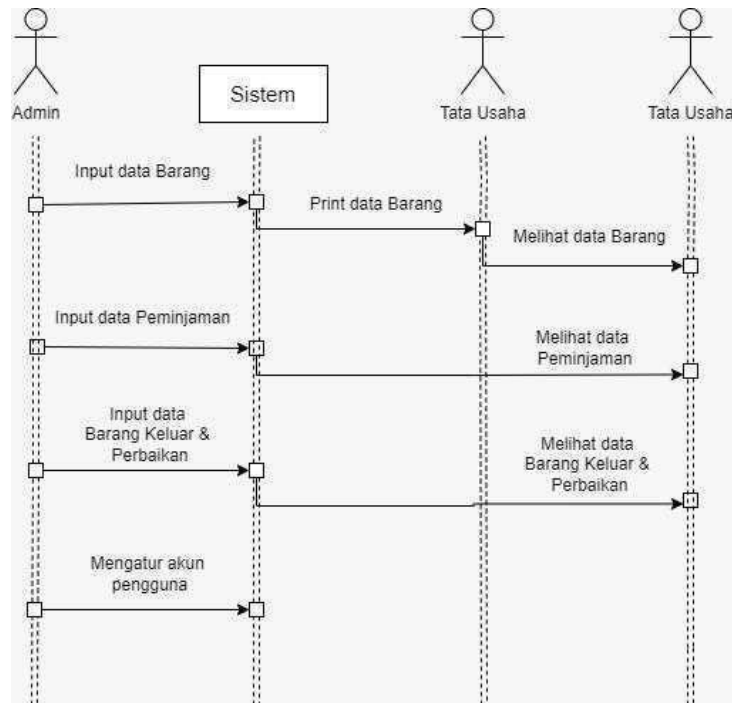 Admin
Sistem
Tata Usaha
Tata Usaha
Input data Barang
Print data Barang
Melihat data Barang
Input data Peminjaman
Melihat data
Peminjaman
Input data
Barang Keluar &
Perbaikan
Melihat data
Barang Keluar &
Perbaikan
Mengatur akun
pengguna